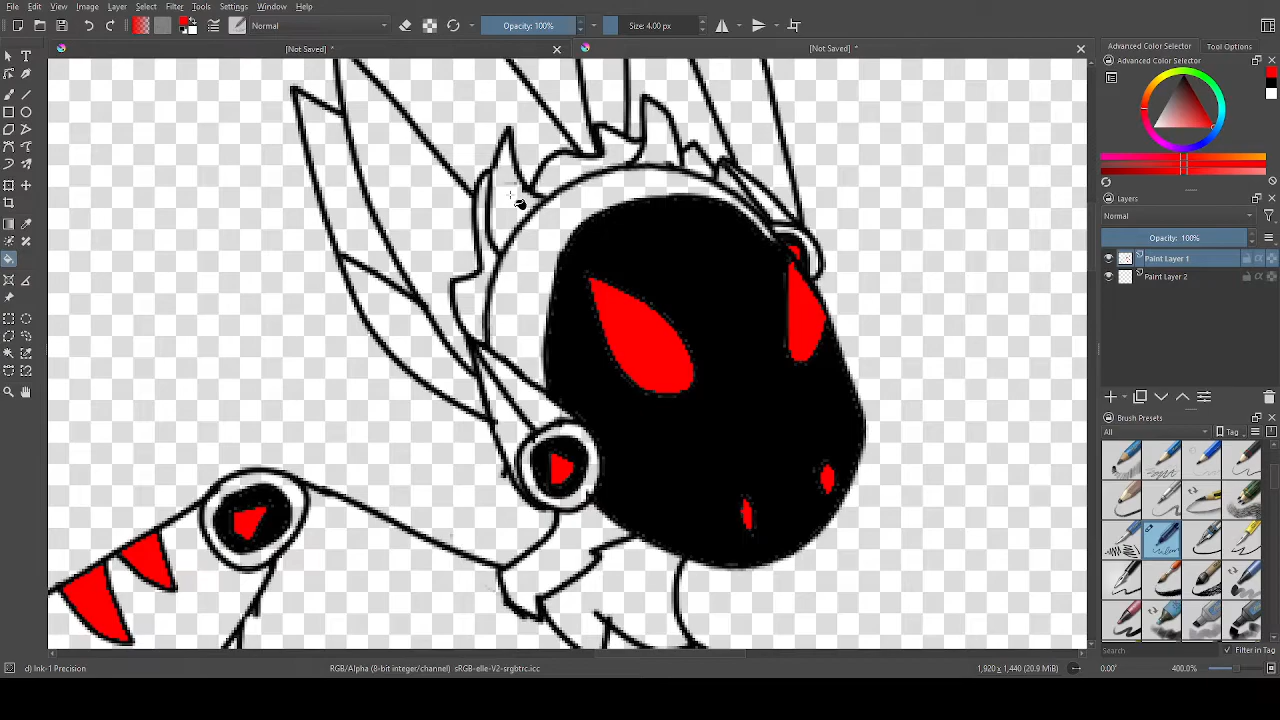 File Edit View Image Layer Select Filter Tools Settings Window Help
Normal
Opacity: 100%
Size: 4.00 px
[Not Saved] *
[Not Saved] *
Advanced Color Selector
Tool Options
Advanced Color Selector
Layers
Normal
Opacity: 100%
Paint Layer 1
Paint Layer 2
Brush Presets
All
Tag
Search
Filter in Tag
d) Ink-1 Precision
RGB/Alpha (8-bit integer/channel) sRGB-elle-V2-srgbtrc.icc
1,920 x 1,440 (20.9 MiB)
0.00°
400.0%